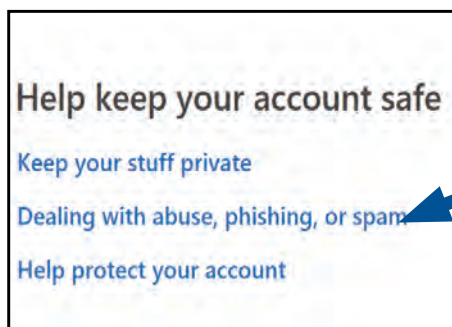 Help keep your account safe
Keep your stuff private
Dealing with abuse, phishing, or spam
Help protect your account